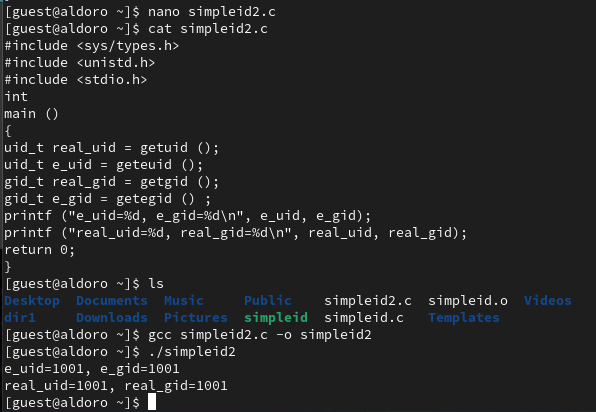 [guest@aldoro ~]$ nano simpleid2.c
[guest@aldoro ~]$ cat simpleid2.c
#include <sys/types.h>
#include <unistd.h>
#include <stdio.h>
int
main ()
{
uid_t real_uid = getuid ();
uid_t e_uid = geteuid ();
gid_t real_gid = getgid ();
gid_t e_gid = getegid () ;
printf ("e_uid=%d, e_gid=%d\n", e_uid, e_gid);
printf ("real_uid=%d, real_gid=%d\n", real_uid, real_gid);
return 0;
}
[guest@aldoro ~]$ ls
Desktop  Documents  Music     Public    simpleid2.c  simpleid.o  Videos
dir1     Downloads  Pictures  simpleid  simpleid.c   Templates
[guest@aldoro ~]$ gcc simpleid2.c -o simpleid2
[guest@aldoro ~]$ ./simpleid2
e_uid=1001, e_gid=1001
real_uid=1001, real_gid=1001
[guest@aldoro ~]$